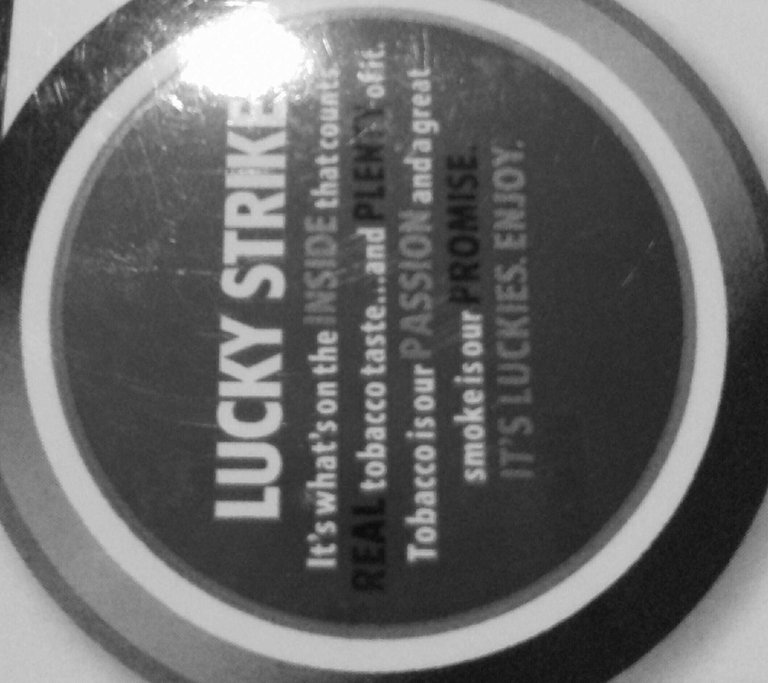 LUCKY STRIKE
It's what's on the INSIDE that counts.
REAL tobacco taste...and PLENTY of it.
Tobacco is our PASSION and a great
smoke is our PROMISE.
IT'S LUCKIES. ENJOY.